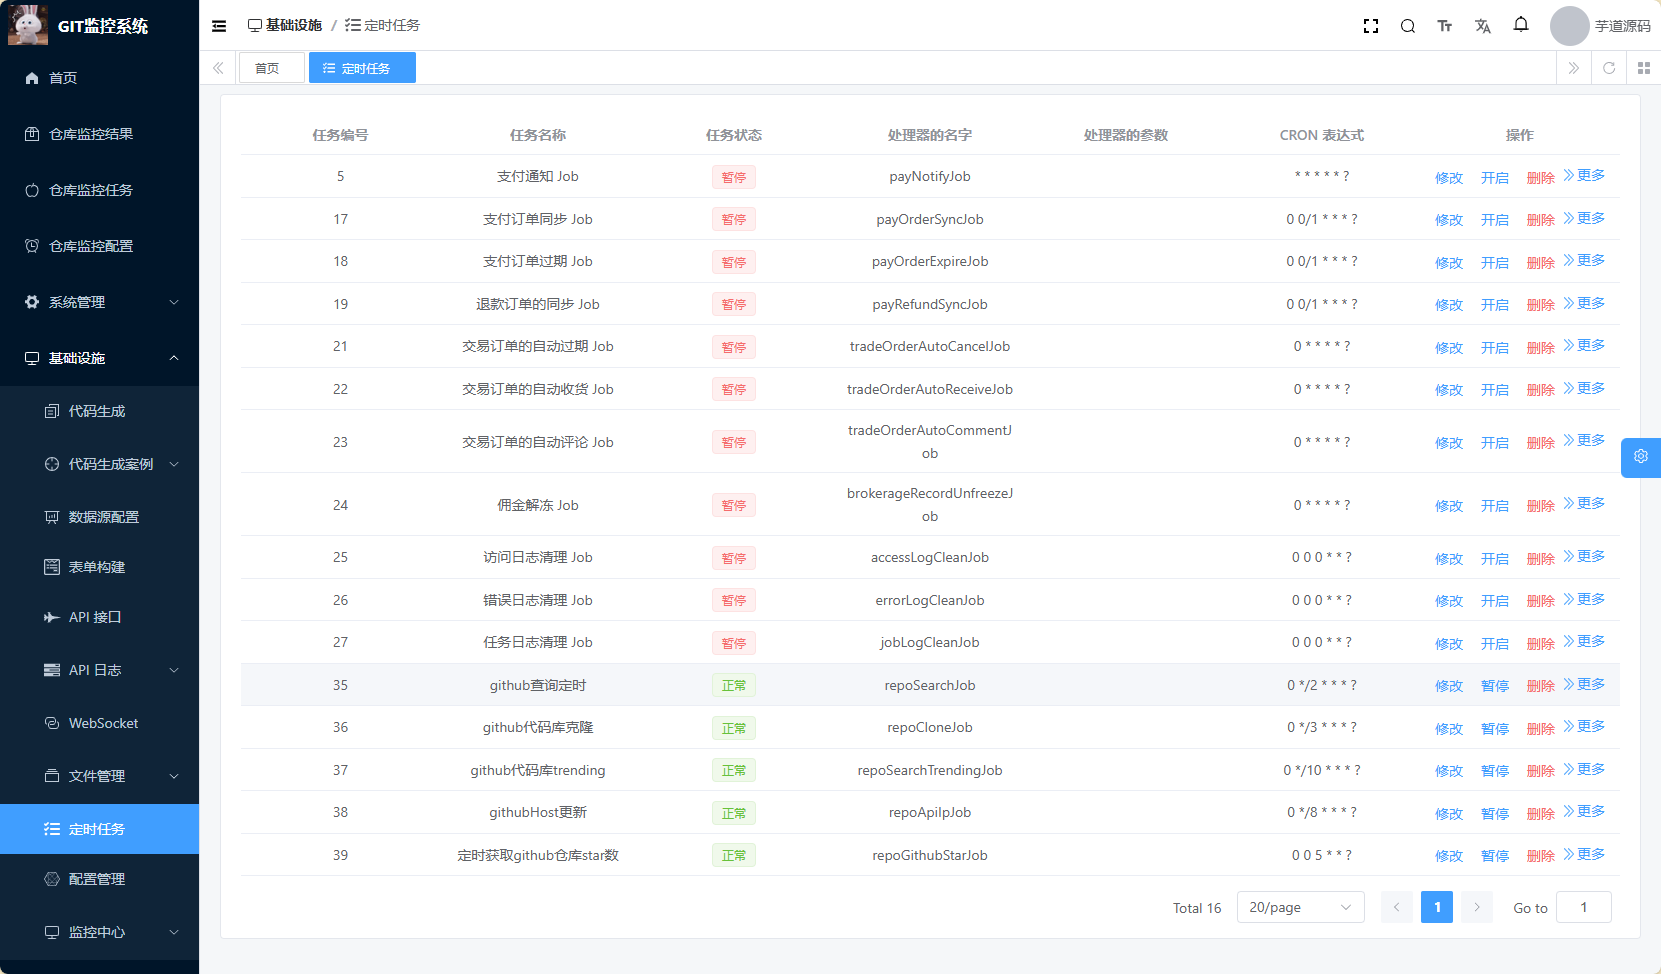 GIT监控系统
基础设施 / 定时任务
芋道源码
首页
定时任务
首页
仓库监控结果
仓库监控任务
仓库监控配置
系统管理
基础设施
代码生成
代码生成案例
数据源配置
表单构建
API 接口
API 日志
WebSocket
文件管理
定时任务
配置管理
监控中心
任务编号 任务名称 任务状态 处理器的名字 处理器的参数 CRON 表达式 操作
5 支付通知 Job 暂停 payNotifyJob * * * * * ? 修改 开启 删除 更多
17 支付订单同步 Job 暂停 payOrderSyncJob 0 0/1 * * * ? 修改 开启 删除 更多
18 支付订单过期 Job 暂停 payOrderExpireJob 0 0/1 * * * ? 修改 开启 删除 更多
19 退款订单的同步 Job 暂停 payRefundSyncJob 0 0/1 * * * ? 修改 开启 删除 更多
21 交易订单的自动过期 Job 暂停 tradeOrderAutoCancelJob 0 * * * * ? 修改 开启 删除 更多
22 交易订单的自动收货 Job 暂停 tradeOrderAutoReceiveJob 0 * * * * ? 修改 开启 删除 更多
23 交易订单的自动评论 Job 暂停 tradeOrderAutoCommentJ
ob 0 * * * * ? 修改 开启 删除 更多
24 佣金解冻 Job 暂停 brokerageRecordUnfreezeJ
ob 0 * * * * ? 修改 开启 删除 更多
25 访问日志清理 Job 暂停 accessLogCleanJob 0 0 0 * * ? 修改 开启 删除 更多
26 错误日志清理 Job 暂停 errorLogCleanJob 0 0 0 * * ? 修改 开启 删除 更多
27 任务日志清理 Job 暂停 jobLogCleanJob 0 0 0 * * ? 修改 开启 删除 更多
35 github查询定时 正常 repoSearchJob 0 */2 * * * ? 修改 暂停 删除 更多
36 github代码库克隆 正常 repoCloneJob 0 */3 * * * ? 修改 暂停 删除 更多
37 github代码库trending 正常 repoSearchTrendingJob 0 */10 * * * ? 修改 暂停 删除 更多
38 githubHost更新 正常 repoApiIpJob 0 */8 * * * ? 修改 暂停 删除 更多
39 定时获取github仓库star数 正常 repoGithubStarJob 0 0 5 * * ? 修改 暂停 删除 更多
Total 16 20/page 1 Go to 1